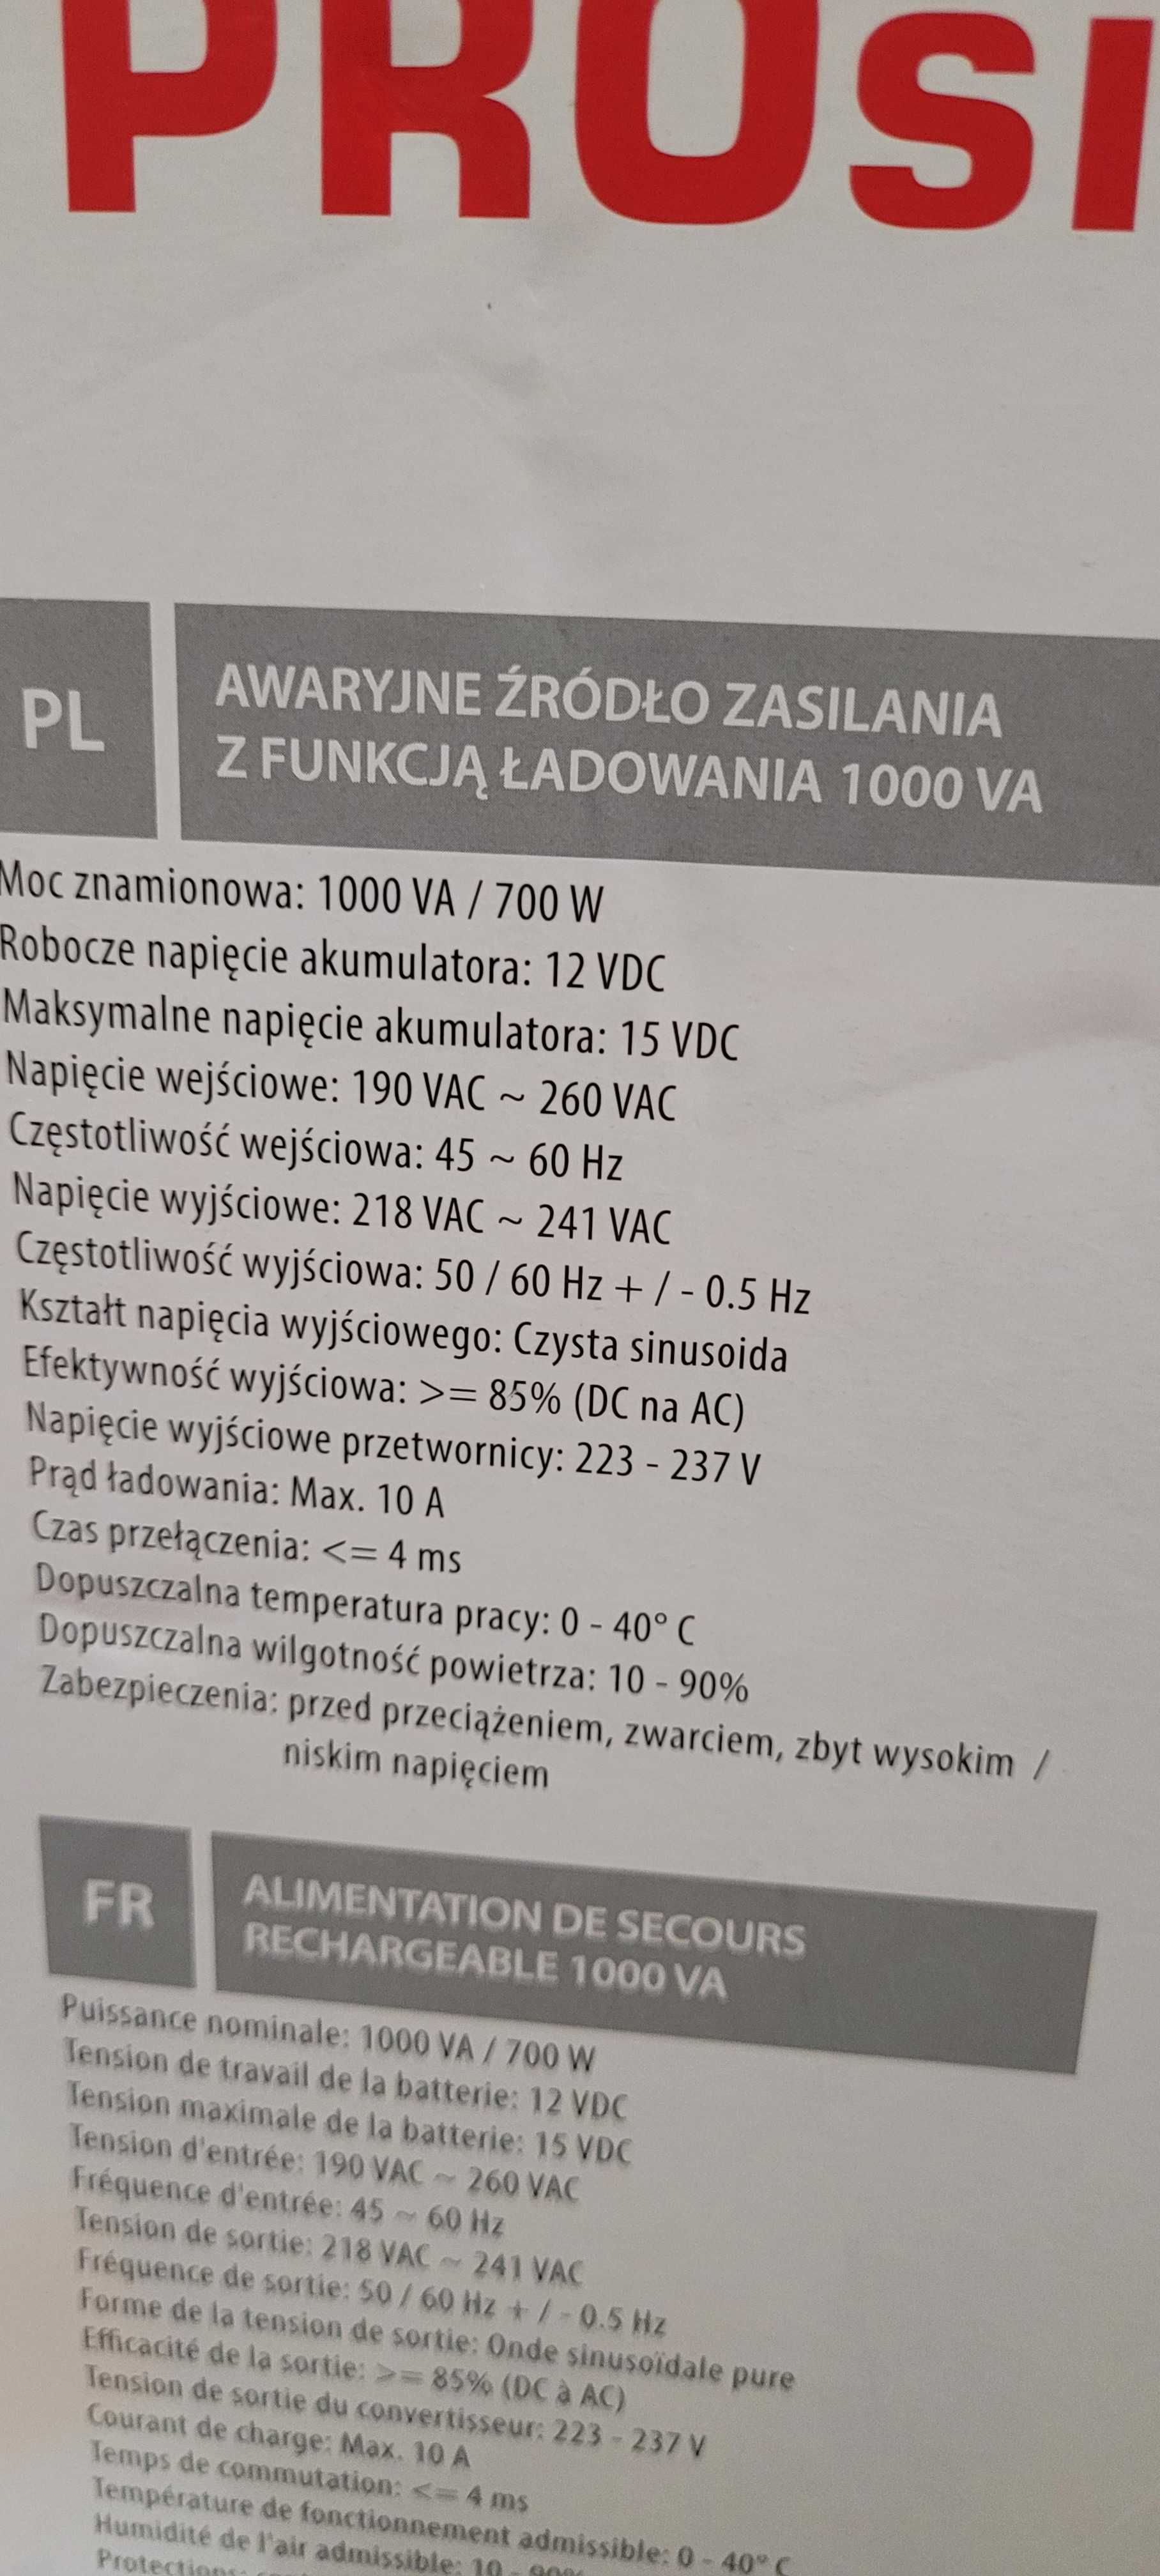 PROsi
PL
AWARYJNE ŹRÓDŁO ZASILANIA
Z FUNKCJĄ ŁADOWANIA 1000 VA
Moc znamionowa: 1000 VA / 700 W
Robocze napięcie akumulatora: 12 VDC
Maksymalne napięcie akumulatora: 15 VDC
Napięcie wejściowe: 190 VAC ~ 260 VAC
Częstotliwość wejściowa: 45 ~ 60 Hz
Napięcie wyjściowe: 218 VAC ~ 241 VAC
Częstotliwość wyjściowa: 50 / 60 Hz + / - 0.5 Hz
Kształt napięcia wyjściowego: Czysta sinusoida
Efektywność wyjściowa: >= 85% (DC na AC)
Napięcie wyjściowe przetwornicy: 223 - 237 V
Prąd ładowania: Max. 10 A
Czas przełączenia: <= 4 ms
Dopuszczalna temperatura pracy: 0 - 40° C
Dopuszczalna wilgotność powietrza: 10 - 90%
Zabezpieczenia: przed przeciążeniem, zwarciem, zbyt wysokim /
niskim napięciem
FR
ALIMENTATION DE SECOURS
RECHARGEABLE 1000 VA
Puissance nominale: 1000 VA / 700 W
Tension de travail de la batterie: 12 VDC
Tension maximale de la batterie: 15 VDC
Tension d'entrée: 190 VAC ~ 260 VAC
Fréquence d'entrée: 45 ~ 60 Hz
Tension de sortie: 218 VAC ~ 241 VAC
Fréquence de sortie: 50 / 60 Hz + / - 0.5 Hz
Forme de la tension de sortie: Onde sinusoïdale pure
Efficacité de la sortie: >= 85% (DC à AC)
Tension de sortie du convertisseur: 223 - 237 V
Courant de charge: Max. 10 A
Temps de commutation: <= 4 ms
Température de fonctionnement admissible: 0 - 40° C
Humidité de l'air admissible: 10 - 90%
Protections: